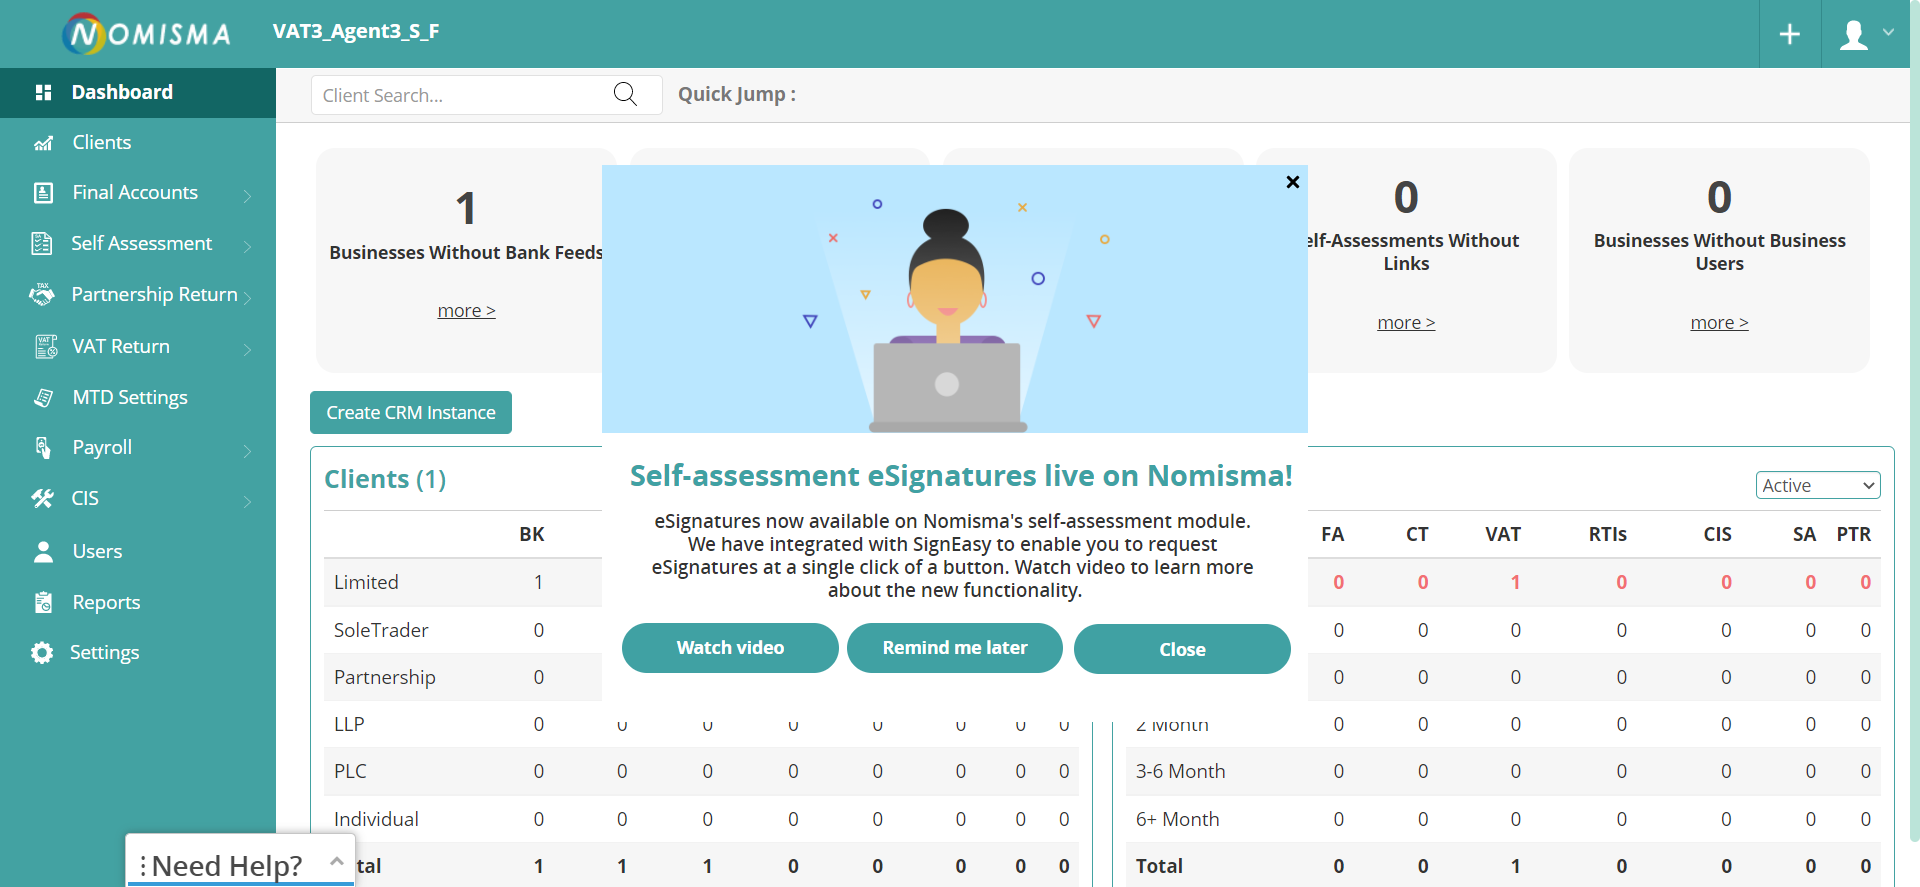 NOMISMA
VAT3_Agent3_S_F
Dashboard
Clients
Final Accounts
Self Assessment
Partnership Return
VAT Return
MTD Settings
Payroll
CIS
Users
Reports
Settings
Client Search...
Quick Jump :
1
Businesses Without Bank Feeds
more >
elf-Assessments Without
0
Links
more >
0
Businesses Without Business
Users
more >
Create CRM Instance
Self-assessment eSignatures live on Nomisma!
eSignatures now available on Nomisma's self-assessment module.
We have integrated with SignEasy to enable you to request
eSignatures at a single click of a button. Watch video to learn more
about the new functionality.
Watch video
Remind me later
Close
Clients (1)
BK
Limited 1
SoleTrader 0
Partnership 0
LLP 0 0 0 0 0 0 0 0
PLC 0 0 0 0 0 0 0 0
Individual 0 0 0 0 0 0 0 0
tal 1 1 1 0 0 0 0 0
Active
FA CT VAT RTIs CIS SA PTR
0 0 1 0 0 0 0
0 0 0 0 0 0 0
0 0 0 0 0 0 0
2 Month 0 0 0 0 0 0 0
3-6 Month 0 0 0 0 0 0 0
6+ Month 0 0 0 0 0 0 0
Total 0 0 1 0 0 0 0
Need Help?